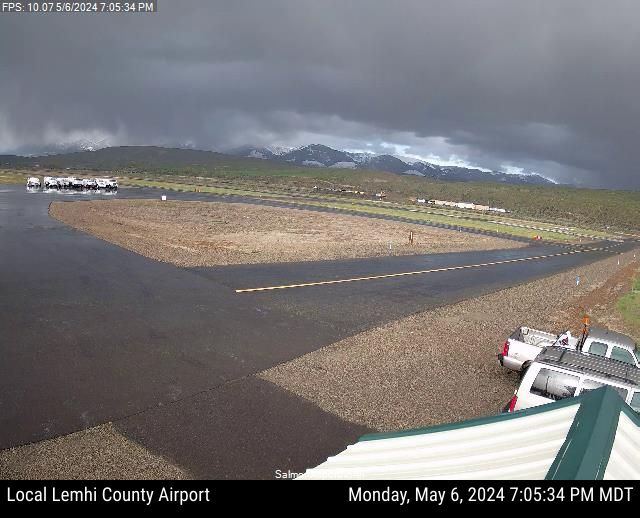 FPS: 10.07 5/6/2024 7:05:34 PM
Local Lemhi County Airport
Monday, May 6, 2024 7:05:34 PM MDT